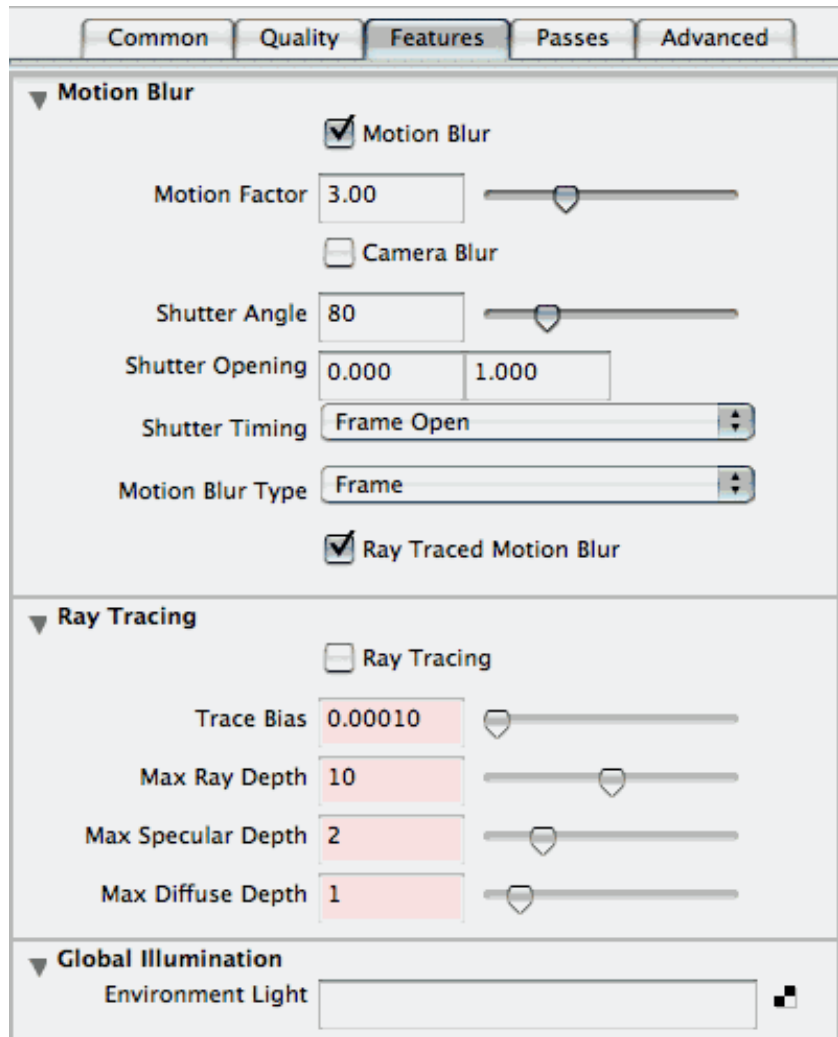 Common Quality Features Passes Advanced
Motion Blur
Motion Blur
Motion Factor 3.00
Camera Blur
Shutter Angle 80
Shutter Opening 0.000 1.000
Shutter Timing Frame Open
Motion Blur Type Frame
Ray Traced Motion Blur
Ray Tracing
Ray Tracing
Trace Bias 0.00010
Max Ray Depth 10
Max Specular Depth 2
Max Diffuse Depth 1
Global Illumination
Environment Light